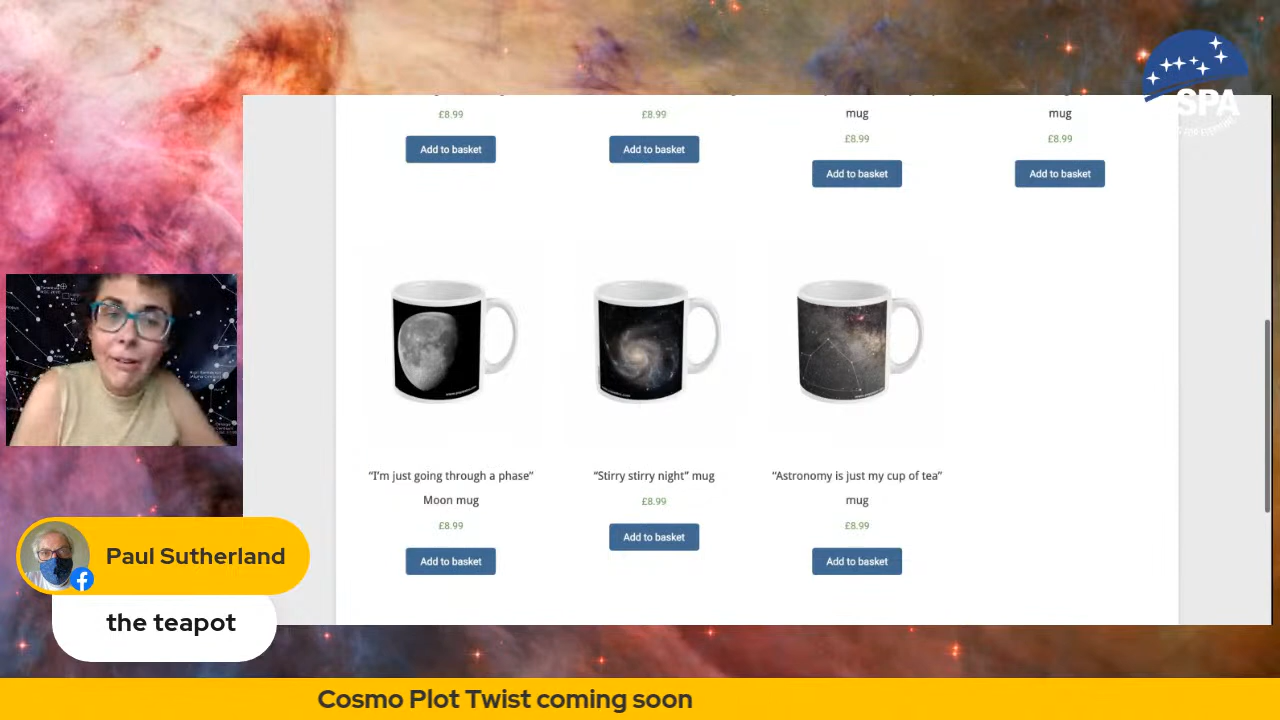 SPA
£8.99
£8.99
mug
mug
£8.99
£8.99
Add to basket
Add to basket
Add to basket
Add to basket
“I’m just going through a phase”
Moon mug
£8.99
Add to basket
“Stirry stirry night” mug
£8.99
Add to basket
“Astronomy is just my cup of tea”
mug
£8.99
Add to basket
Paul Sutherland
the teapot
Cosmo Plot Twist coming soon